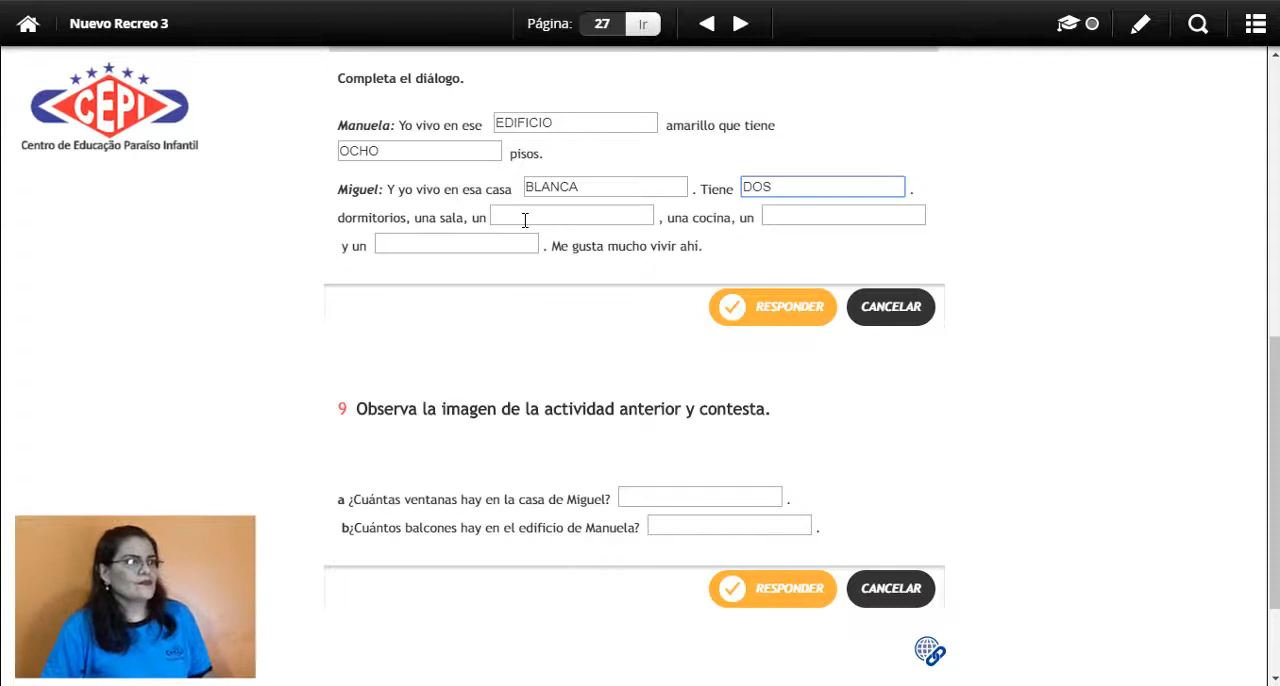 Nuevo Recreo 3 Página: 27 Ir
CEPI
Centro de Educação Paraíso Infantil
Completa el diálogo.
Manuela: Yo vivo en ese EDIFICIO amarillo que tiene
OCHO pisos.
Miguel: Y yo vivo en esa casa BLANCA . Tiene DOS .
dormitorios, una sala, un , una cocina, un
y un . Me gusta mucho vivir ahí.
RESPONDER CANCELAR
9 Observa la imagen de la actividad anterior y contesta.
a ¿Cuántas ventanas hay en la casa de Miguel? .
b¿Cuántos balcones hay en el edificio de Manuela? .
RESPONDER CANCELAR